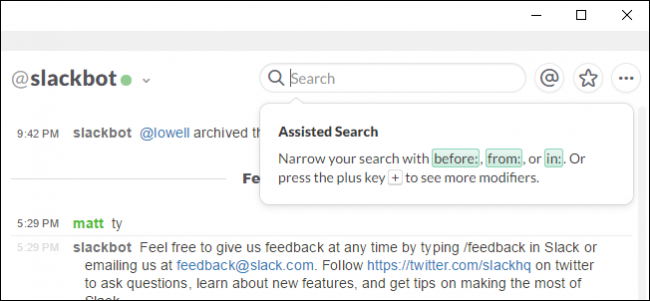 @slackbot
Search
@
Assisted Search
Narrow your search with before:, from:, or in:. Or
press the plus key + to see more modifiers.
9:42 PM slackbot @lowell archived
5:29 PM matt ty
5:29 PM slackbot Feel free to give us feedback at any time by typing /feedback in Slack or
emailing us at feedback@slack.com. Follow https://twitter.com/slackhq on twitter
to ask questions, learn about new features, and get tips on making the most of
Slack